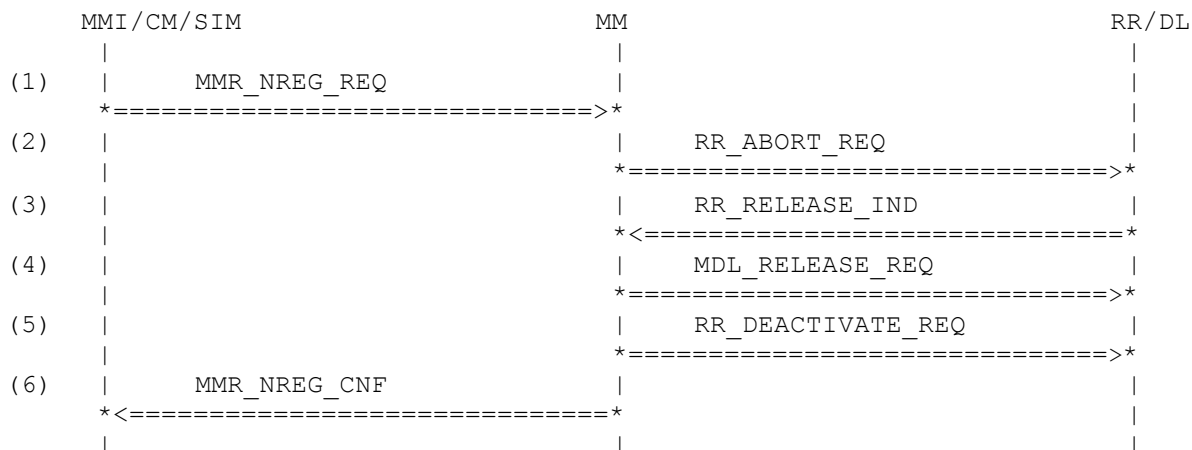 MMI/CM/SIM MM RR/DL
(1) MMR_NREG_REQ
(2) RR_ABORT_REQ
(3) RR_RELEASE_IND
(4) MDL_RELEASE_REQ
(5) RR_DEACTIVATE_REQ
(6) MMR_NREG_CNF